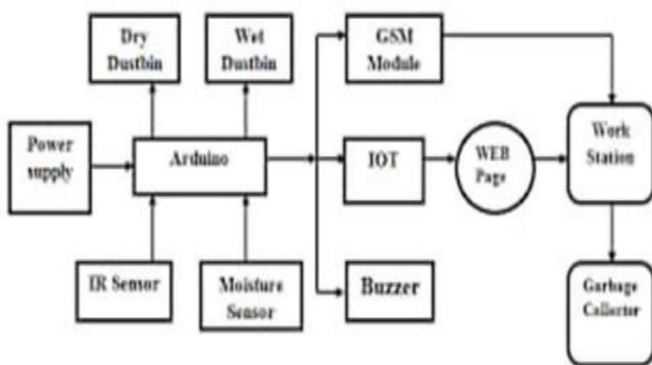 Dry
Dustbin
Wet
Dustbin
GSM
Module
Power
supply
Arduino
IOT
WEB
Page
Work
Station
IR Sensor
Moisture
Sensor
Buzzer
Garbage
Collector